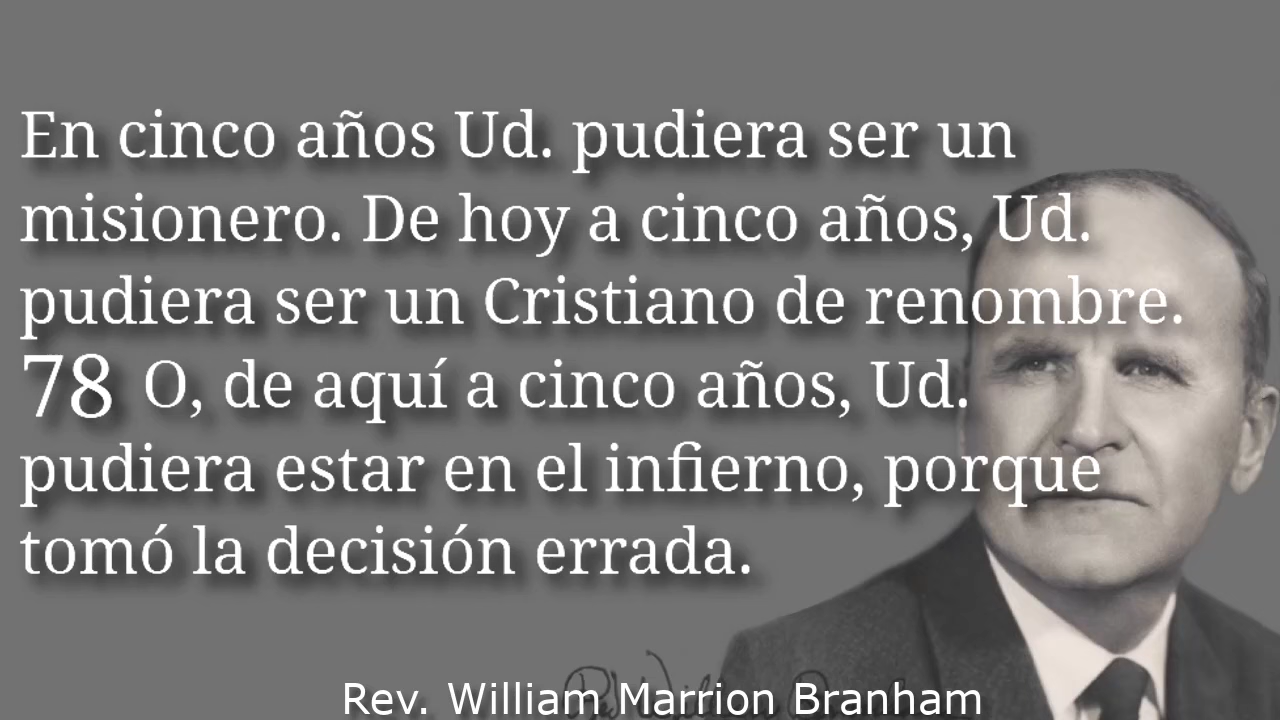 En cinco años Ud. pudiera ser un
misionero. De hoy a cinco años, Ud.
pudiera ser un Cristiano de renombre.
78 O, de aquí a cinco años, Ud.
pudiera estar en el infierno, porque
tomó la decisión errada.
Rev. William Marrion Branham